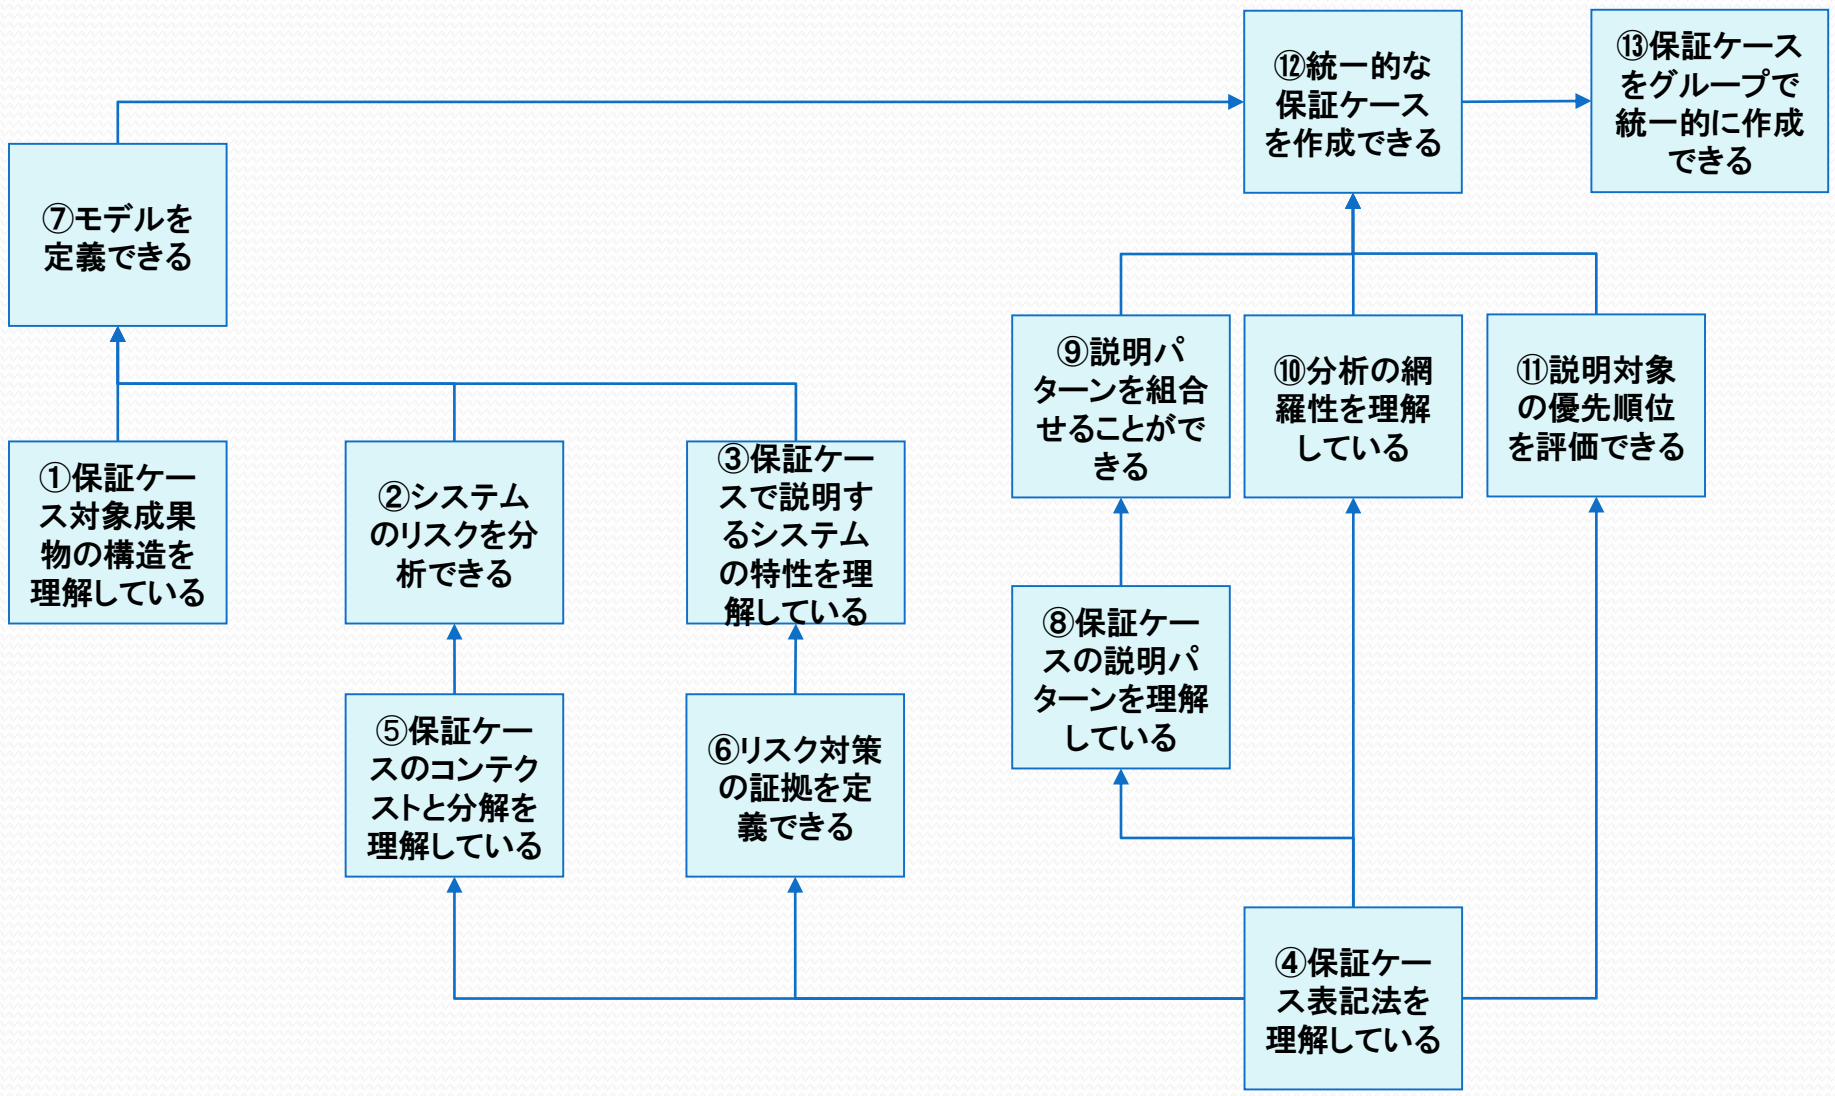 ⑫統一的な
保証ケース
を作成できる
⑬保証ケース
をグループで
統一的に作成
できる
⑦モデルを
定義できる
⑨説明パ
ターンを組合
せることがで
きる
⑩分析の網
羅性を理解
している
⑪説明対象
の優先順位
を評価できる
①保証ケー
ス対象成果
物の構造を
理解している
②システム
のリスクを分
析できる
③保証ケー
スで説明す
るシステム
の特性を理
解している
⑧保証ケー
スの説明パ
ターンを理解
している
⑤保証ケー
スのコンテク
ストと分解を
理解している
⑥リスク対策
の証拠を定
義できる
④保証ケー
ス表記法を
理解している